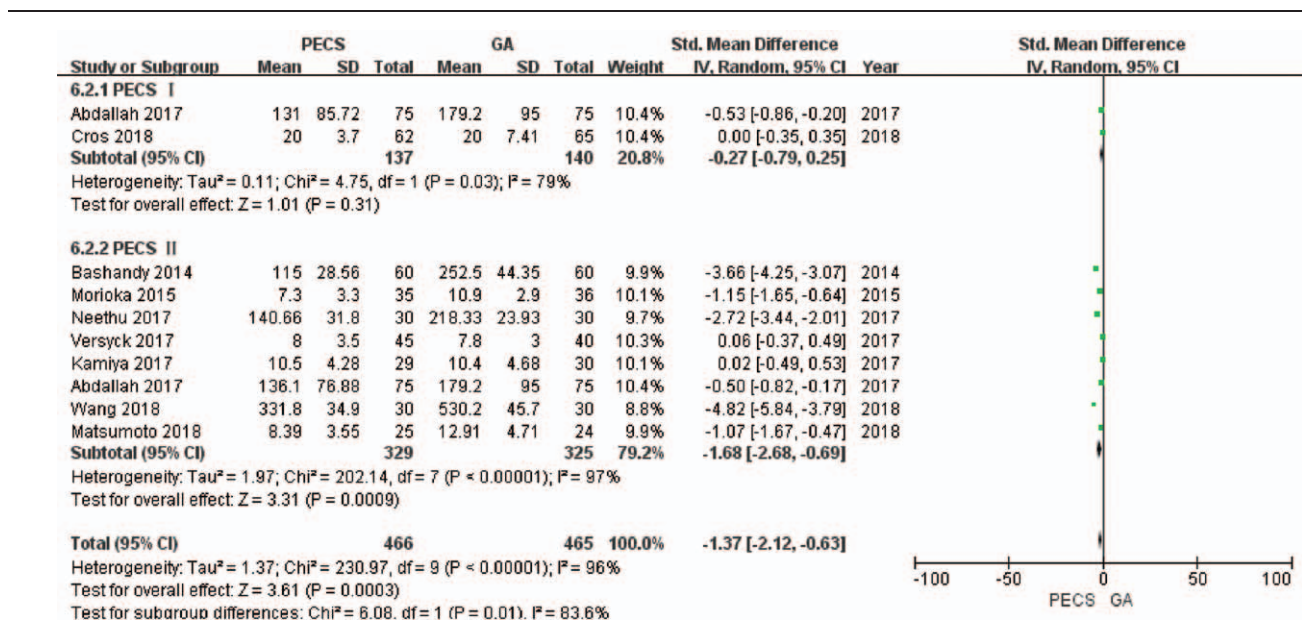 PECS GA Std. Mean Difference Std. Mean Difference
Study or Subgroup Mean SD Total Mean SD Total Weight IV, Random, 95% CI Year IV, Random, 95% CI
6.2.1 PECS I
Abdallah 2017 131 85.72 75 179.2 95 75 10.4% -0.53 [-0.86, -0.20] 2017
Cros 2018 20 3.7 62 20 7.41 65 10.4% 0.00 [-0.35, 0.35] 2018
Subtotal (95% CI) 137 140 20.8% -0.27 [-0.79, 0.25]
Heterogeneity: Tau² = 0.11; Chi² = 4.75, df = 1 (P = 0.03); I² = 79%
Test for overall effect: Z = 1.01 (P = 0.31)
6.2.2 PECS II
Bashandy 2014 115 28.56 60 252.5 44.35 60 9.9% -3.66 [-4.25, -3.07] 2014
Morioka 2015 7.3 3.3 35 10.9 2.9 36 10.1% -1.15 [-1.65, -0.64] 2015
Neethu 2017 140.66 31.8 30 218.33 23.93 30 9.7% -2.72 [-3.44, -2.01] 2017
Versyck 2017 8 3.5 45 7.8 3 40 10.3% 0.06 [-0.37, 0.49] 2017
Kamiya 2017 10.5 4.28 29 10.4 4.68 30 10.1% 0.02 [-0.49, 0.53] 2017
Abdallah 2017 136.1 76.88 75 179.2 95 75 10.4% -0.50 [-0.82, -0.17] 2017
Wang 2018 331.8 34.9 30 530.2 45.7 30 8.8% -4.82 [-5.84, -3.79] 2018
Matsumoto 2018 8.39 3.55 25 12.91 4.71 24 9.9% -1.07 [-1.67, -0.47] 2018
Subtotal (95% CI) 329 325 79.2% -1.68 [-2.68, -0.69]
Heterogeneity: Tau² = 1.97; Chi² = 202.14, df = 7 (P < 0.00001); I² = 97%
Test for overall effect: Z = 3.31 (P = 0.0009)
Total (95% CI) 466 465 100.0% -1.37 [-2.12, -0.63]
Heterogeneity: Tau² = 1.37; Chi² = 230.97, df = 9 (P < 0.00001); I² = 96%
Test for overall effect: Z = 3.61 (P = 0.0003)
Test for subgroup differences: Chi² = 6.08, df = 1 (P = 0.01), I² = 83.6%
-100 -50 0 50 100
PECS GA